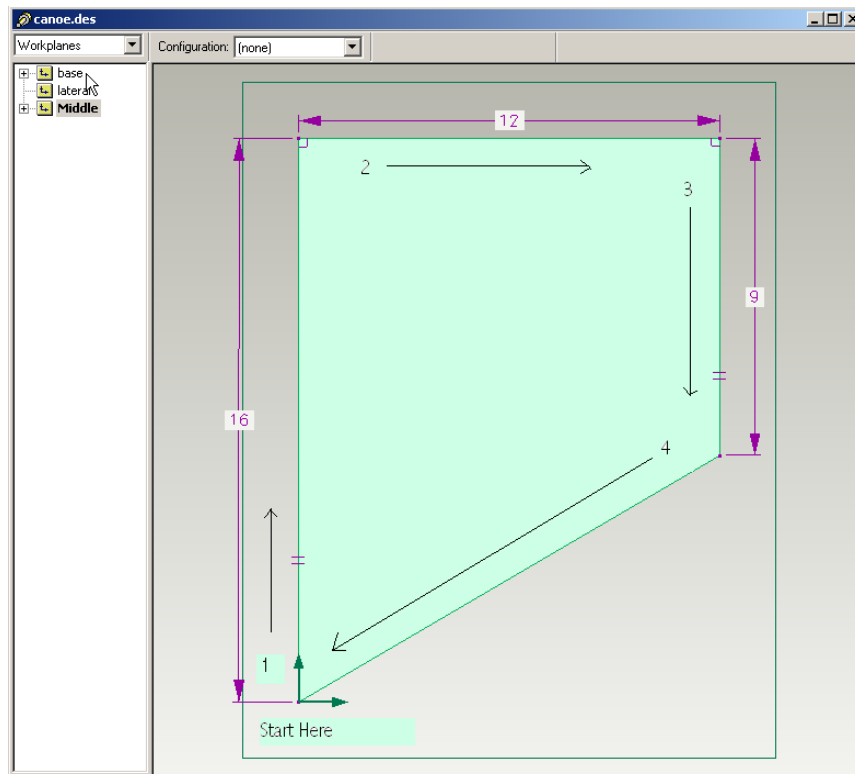 canoe.des
Workplanes
Configuration: (none)
base
lateral
Middle
12
2
3
9
16
4
1
Start Here